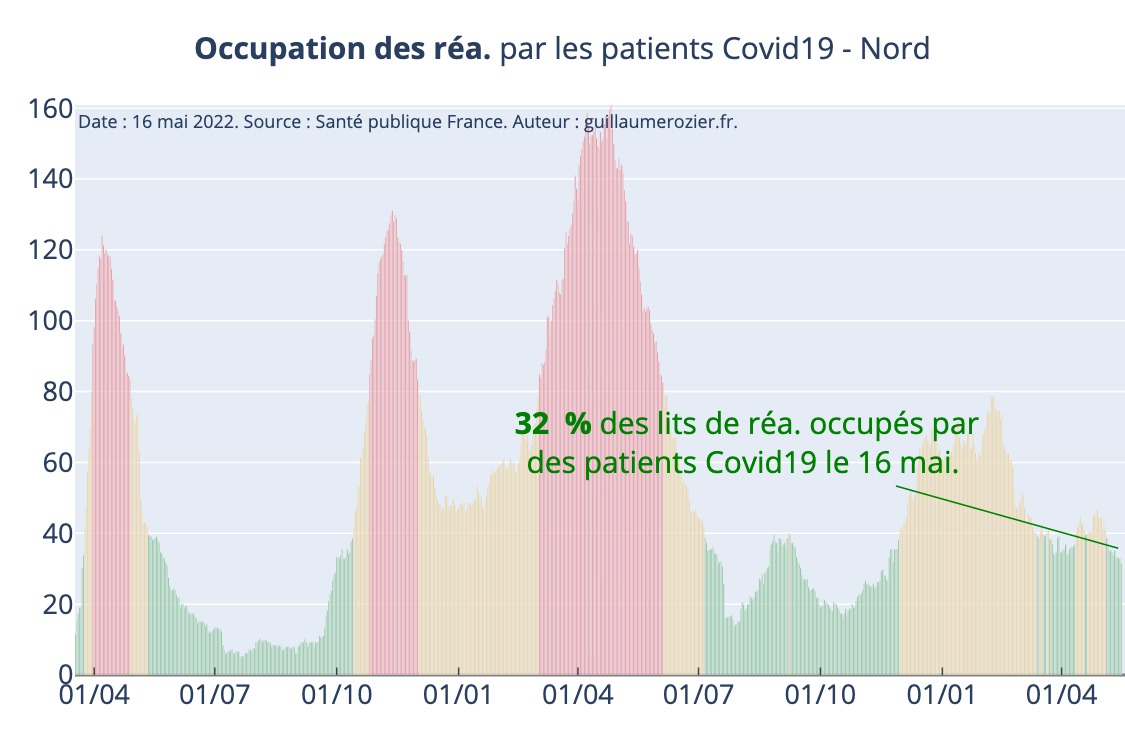 Occupation des réa. par les patients Covid19 - Nord
160
Date : 16 mai 2022. Source : Santé publique France. Auteur : guillaumerozier.fr.
140
120
100
80
32 % des lits de réa. occupés par
60
des patients Covid19 le 16 mai.
40
20
0
01/04 01/07 01/10 01/01 01/04 01/07 01/10 01/01 01/04